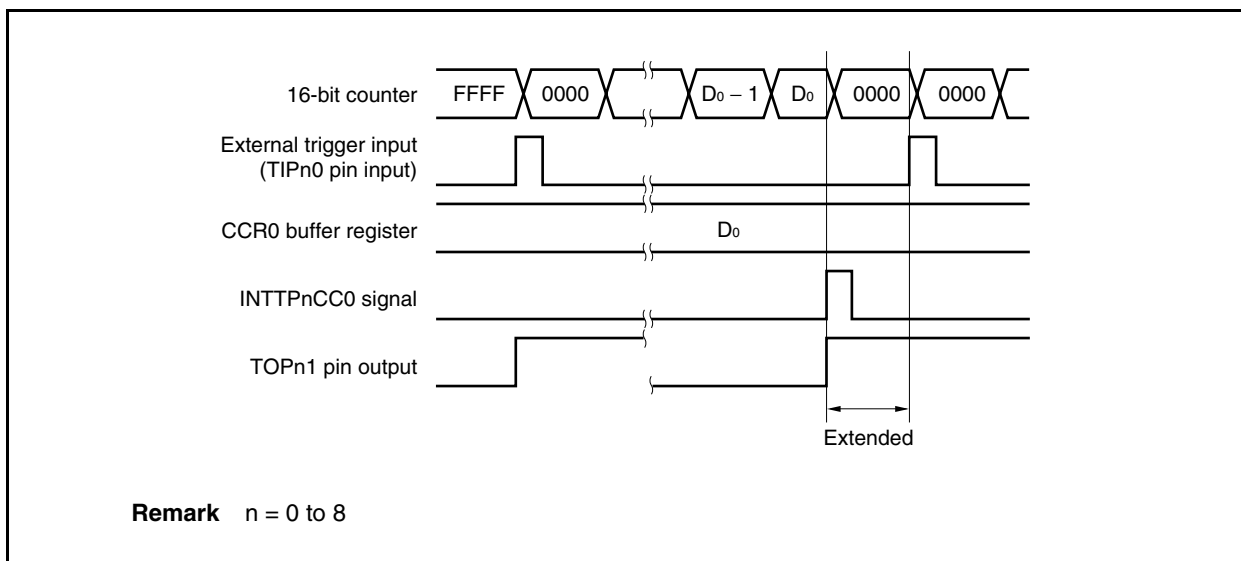 16-bit counter FFFF 0000 D0 – 1 D0 0000 0000
External trigger input
(TIPn0 pin input)
CCR0 buffer register D0
INTTPnCC0 signal
TOPn1 pin output
Extended
Remark n = 0 to 8